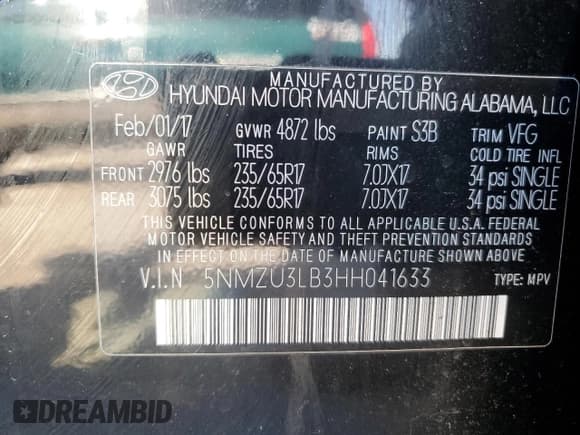 MANUFACTURED BY
HYUNDAI MOTOR MANUFACTURING ALABAMA, LLC
Feb/01/17 GVWR 4872 lbs PAINT S3B TRIM VFG
GAWR TIRES RIMS COLD TIRE INFL
FRONT 2976 lbs 235/65R17 7.0JX17 34 psi SINGLE
REAR 3075 lbs 235/65R17 7.0JX17 34 psi SINGLE
THIS VEHICLE CONFORMS TO ALL APPLICABLE U.S.A. FEDERAL
MOTOR VEHICLE SAFETY AND THEFT PREVENTION STANDARDS
IN EFFECT ON THE DATE OF MANUFACTURE SHOWN ABOVE
V.I.N 5NMZU3LB3HH041633 TYPE: MPV
DREAMBID